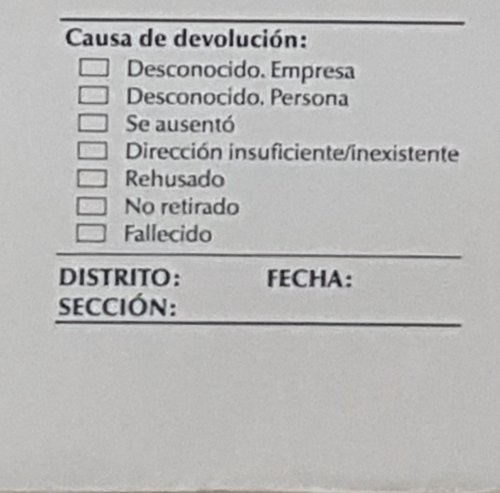 Causa de devolución:
Desconocido. Empresa
Desconocido. Persona
Se ausentó
Dirección insuficiente/inexistente
Rehusado
No retirado
Fallecido
DISTRITO: FECHA:
SECCIÓN: